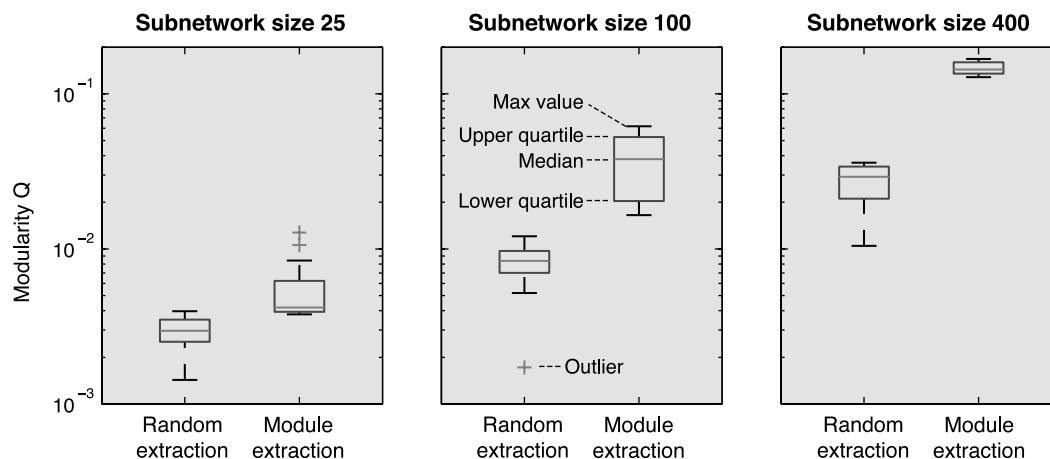 Subnetwork size 25
Subnetwork size 100
Subnetwork size 400
Modularity Q
10⁻¹
10⁻²
10⁻³
Max value
Upper quartile
Median
Lower quartile
Outlier
Random
extraction
Module
extraction
Random
extraction
Module
extraction
Random
extraction
Module
extraction